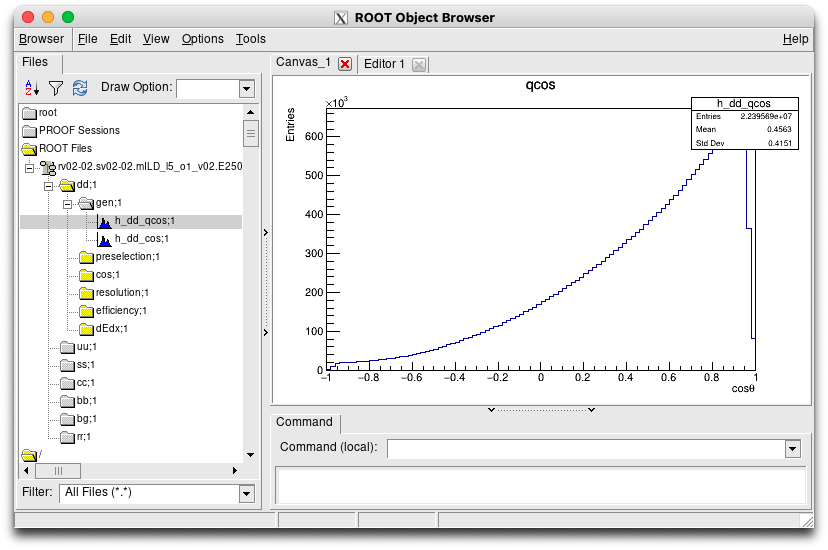 ROOT Object Browser
Browser File Edit View Options Tools Help
Files
Draw Option:
root
PROOF Sessions
ROOT Files
rv02-02.sv02-02.mILD_l5_o1_v02.E250
dd;1
gen;1
h_dd_qcos;1
h_dd_cos;1
preselection;1
cos;1
resolution;1
efficiency;1
dEdx;1
uu;1
ss;1
cc;1
bb;1
bg;1
rr;1
/
Filter: All Files (*.*)
Canvas_1 Editor 1
qcos
×10³
h_dd_qcos
Entries 2.239569e+07
Mean 0.4563
Std Dev 0.4151
Entries
600
500
400
300
200
100
0
−1 −0.8 −0.6 −0.4 −0.2 0 0.2 0.4 0.6 0.8 1
cosθ
Command
Command (local):